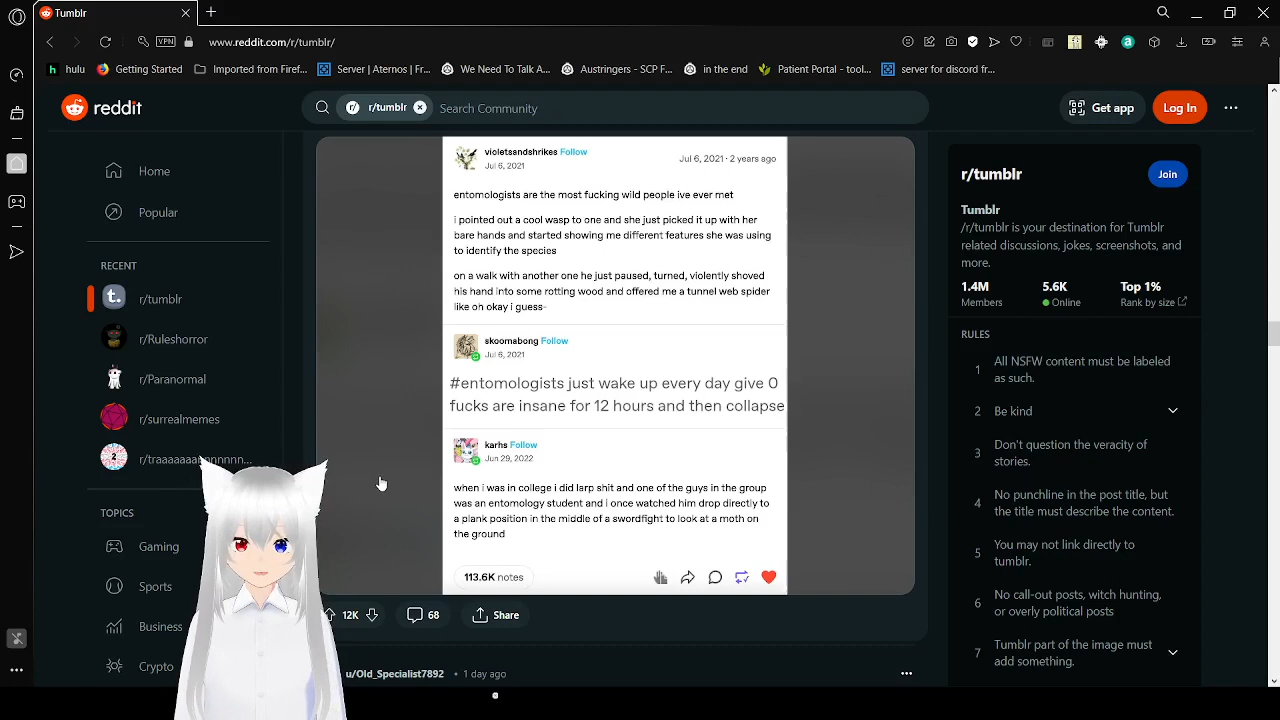 Tumblr
VPN
www.reddit.com/r/tumblr/
hulu
Getting Started
Imported from Firef...
Server | Aternos | Fr...
We Need To Talk A...
Austringers - SCP F...
in the end
Patient Portal - tool...
server for discord fr...
reddit
r/tumblr
Search Community
Get app
Log In
Home
Popular
RECENT
r/tumblr
r/Ruleshorror
r/Paranormal
r/surrealmemes
r/traaaaaaannnnnnn...
TOPICS
Gaming
Sports
Business
Crypto
violetsandshrikes Follow
Jul 6, 2021
Jul 6, 2021 · 2 years ago
entomologists are the most fucking wild people ive ever met
i pointed out a cool wasp to one and she just picked it up with her
bare hands and started showing me different features she was using
to identify the species
on a walk with another one he just paused, turned, violently shoved
his hand into some rotting wood and offered me a tunnel web spider
like oh okay i guess-
skoomabong Follow
Jul 6, 2021
#entomologists just wake up every day give 0
fucks are insane for 12 hours and then collapse
karhs Follow
Jun 29, 2022
when i was in college i did larp shit and one of the guys in the group
was an entomology student and i once watched him drop directly to
a plank position in the middle of a swordfight to look at a moth on
the ground
113.6K notes
12K
68
Share
u/Old_Specialist7892 • 1 day ago
r/tumblr
Join
Tumblr
/r/tumblr is your destination for Tumblr
related discussions, jokes, screenshots, and
more.
1.4M
Members
5.6K
Online
Top 1%
Rank by size
RULES
1 All NSFW content must be labeled
as such.
2 Be kind
3 Don't question the veracity of
stories.
4 No punchline in the post title, but
the title must describe the content.
5 You may not link directly to
tumblr.
6 No call-out posts, witch hunting,
or overly political posts
7 Tumblr part of the image must
add something.